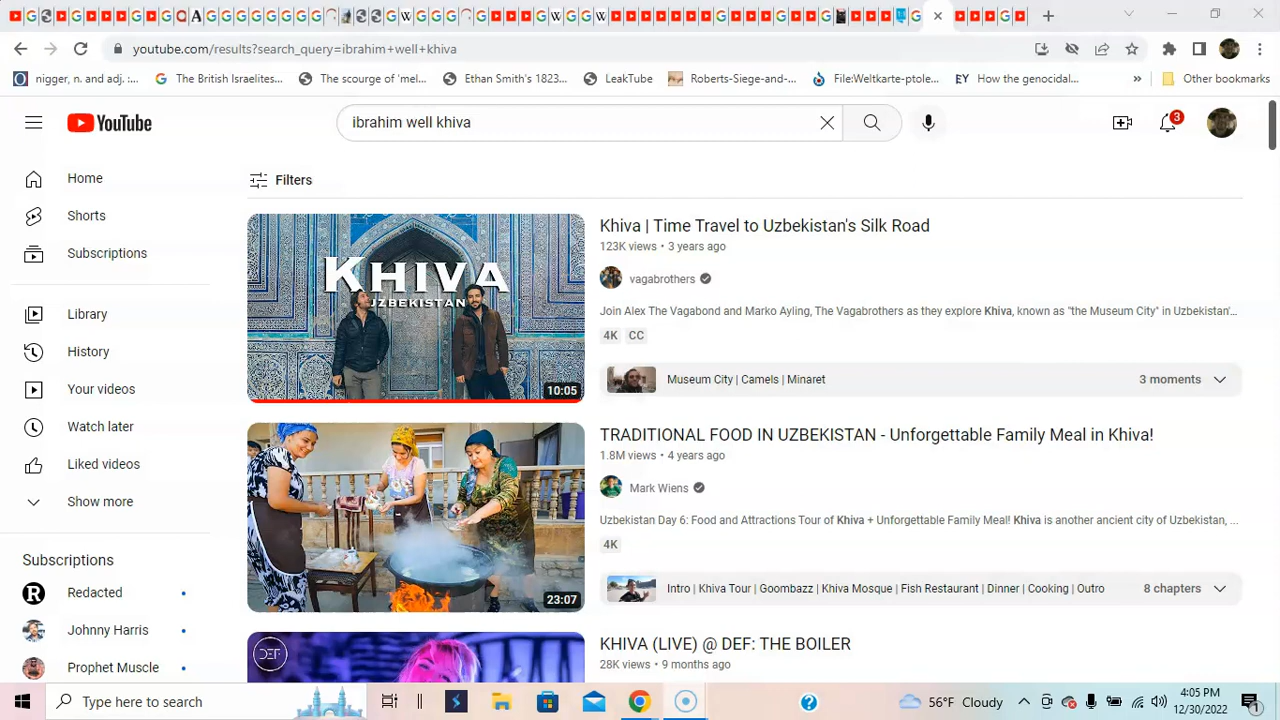 youtube.com/results?search_query=ibrahim+well+khiva
nigger, n. and adj. :...
The British Israelites...
The scourge of 'mel...
Ethan Smith's 1823...
LeakTube
Roberts-Siege-and-...
File:Weltkarte-ptole...
EY How the genocidal...
»
Other bookmarks
YouTube
ibrahim well khiva
3
Home
Shorts
Subscriptions
Library
History
Your videos
Watch later
Liked videos
Show more
Subscriptions
Redacted
Johnny Harris
Prophet Muscle
Filters
KHIVA
UZBEKISTAN
10:05
Khiva | Time Travel to Uzbekistan's Silk Road
123K views • 3 years ago
vagabrothers
Join Alex The Vagabond and Marko Ayling, The Vagabrothers as they explore Khiva, known as "the Museum City" in Uzbekistan'...
4K CC
Museum City | Camels | Minaret
3 moments
23:07
TRADITIONAL FOOD IN UZBEKISTAN - Unforgettable Family Meal in Khiva!
1.8M views • 4 years ago
Mark Wiens
Uzbekistan Day 6: Food and Attractions Tour of Khiva + Unforgettable Family Meal! Khiva is another ancient city of Uzbekistan, ...
4K
Intro | Khiva Tour | Goombazz | Khiva Mosque | Fish Restaurant | Dinner | Cooking | Outro
8 chapters
DEF
KHIVA (LIVE) @ DEF: THE BOILER
28K views • 9 months ago
Type here to search
56°F Cloudy
4:05 PM
12/30/2022
1